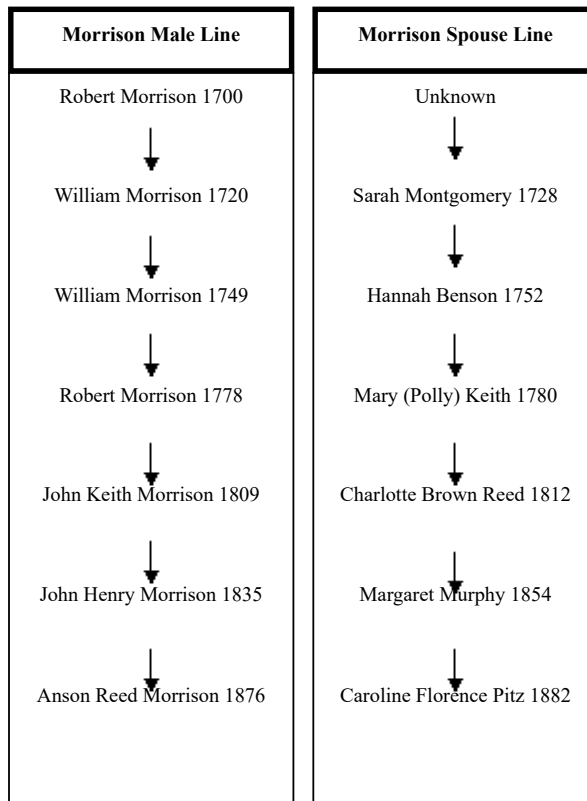 Morrison Male Line
Robert Morrison 1700
William Morrison 1720
William Morrison 1749
Robert Morrison 1778
John Keith Morrison 1809
John Henry Morrison 1835
Anson Reed Morrison 1876
Morrison Spouse Line
Unknown
Sarah Montgomery 1728
Hannah Benson 1752
Mary (Polly) Keith 1780
Charlotte Brown Reed 1812
Margaret Murphy 1854
Caroline Florence Pitz 1882